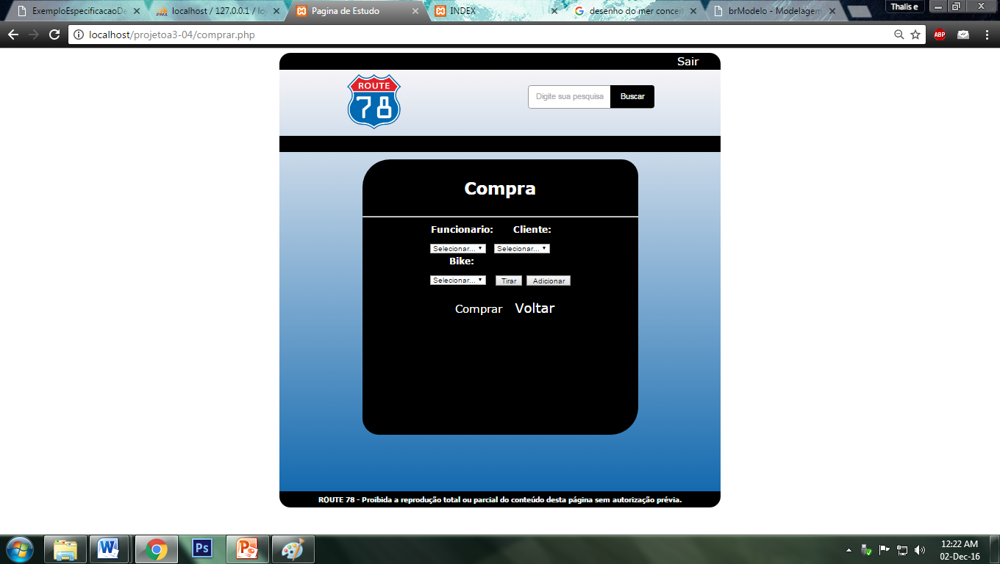 ExemploEspecificacaoDe
localhost / 127.0.0.1 / lo
Pagina de Estudo
INDEX
desenho do mer conceit
brModelo - Modelagem
Thalis e
localhost/projetoa3-04/comprar.php
ABP
Sair
ROUTE
78
Digite sua pesquisa
Buscar
Compra
Funcionario: Cliente:
Selecionar... Selecionar...
Bike:
Selecionar... Tirar Adicionar
Comprar Voltar
ROUTE 78 - Proibida a reprodução total ou parcial do conteúdo desta página sem autorização prévia.
12:22 AM
02-Dec-16